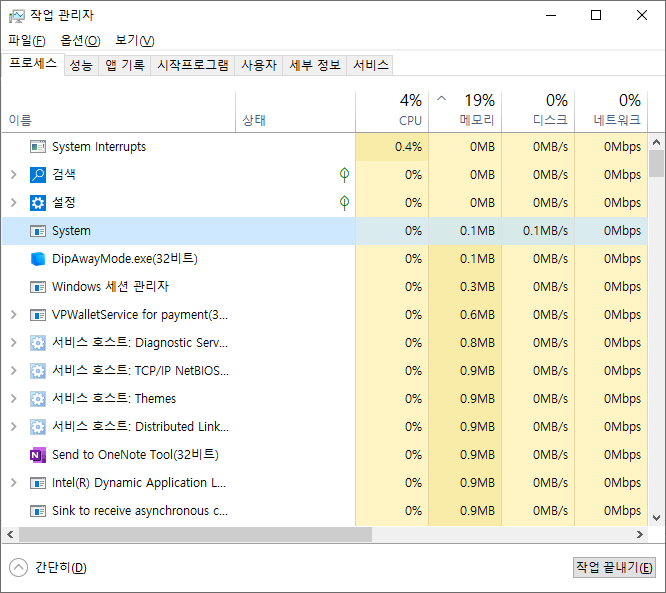 작업 관리자
파일(F) 옵션(O) 보기(V)
프로세스 성능 앱 기록 시작프로그램 사용자 세부 정보 서비스
4% 19% 0% 0%
이름 상태 CPU 메모리 디스크 네트워크
System Interrupts 0.4% 0MB 0MB/s 0Mbps
검색 0% 0MB 0MB/s 0Mbps
설정 0% 0MB 0MB/s 0Mbps
System 0% 0.1MB 0.1MB/s 0Mbps
DipAwayMode.exe(32비트) 0% 0.1MB 0MB/s 0Mbps
Windows 세션 관리자 0% 0.3MB 0MB/s 0Mbps
VPWalletService for payment(3... 0% 0.6MB 0MB/s 0Mbps
서비스 호스트: Diagnostic Serv... 0% 0.8MB 0MB/s 0Mbps
서비스 호스트: TCP/IP NetBIOS... 0% 0.9MB 0MB/s 0Mbps
서비스 호스트: Themes 0% 0.9MB 0MB/s 0Mbps
서비스 호스트: Distributed Link... 0% 0.9MB 0MB/s 0Mbps
Send to OneNote Tool(32비트) 0% 0.9MB 0MB/s 0Mbps
Intel(R) Dynamic Application L... 0% 0.9MB 0MB/s 0Mbps
Sink to receive asynchronous c... 0% 0.9MB 0MB/s 0Mbps
간단히(D) 작업 끝내기(E)